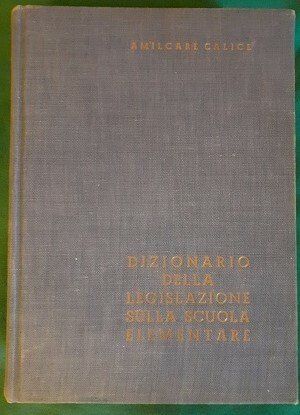 AMILCARE CALICE
DIZIONARIO
DELLA
LEGISLAZIONE
SULLA SCUOLA
ELEMENTARE